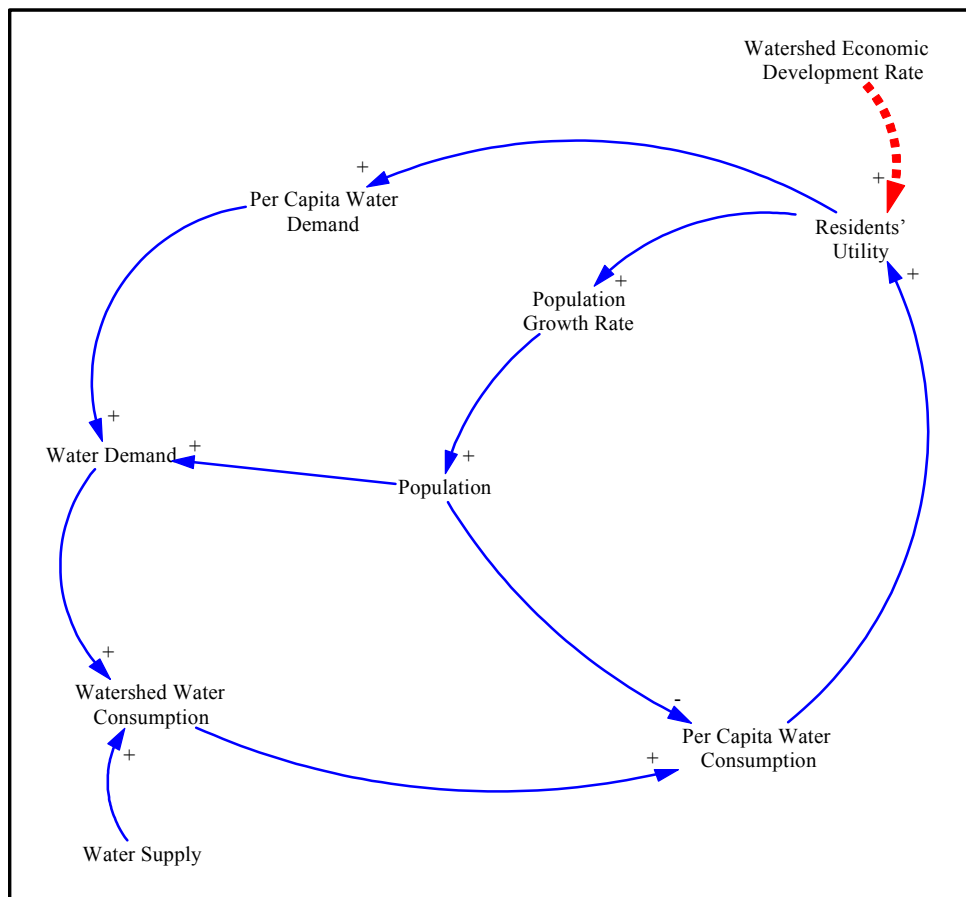 Watershed Economic
Development Rate
+
+
Per Capita Water
Demand
Residents’
Utility
+
+
Population
Growth Rate
+
+
Water Demand
+
Population
+
Watershed Water
Consumption
-
Per Capita Water
Consumption
+
+
Water Supply